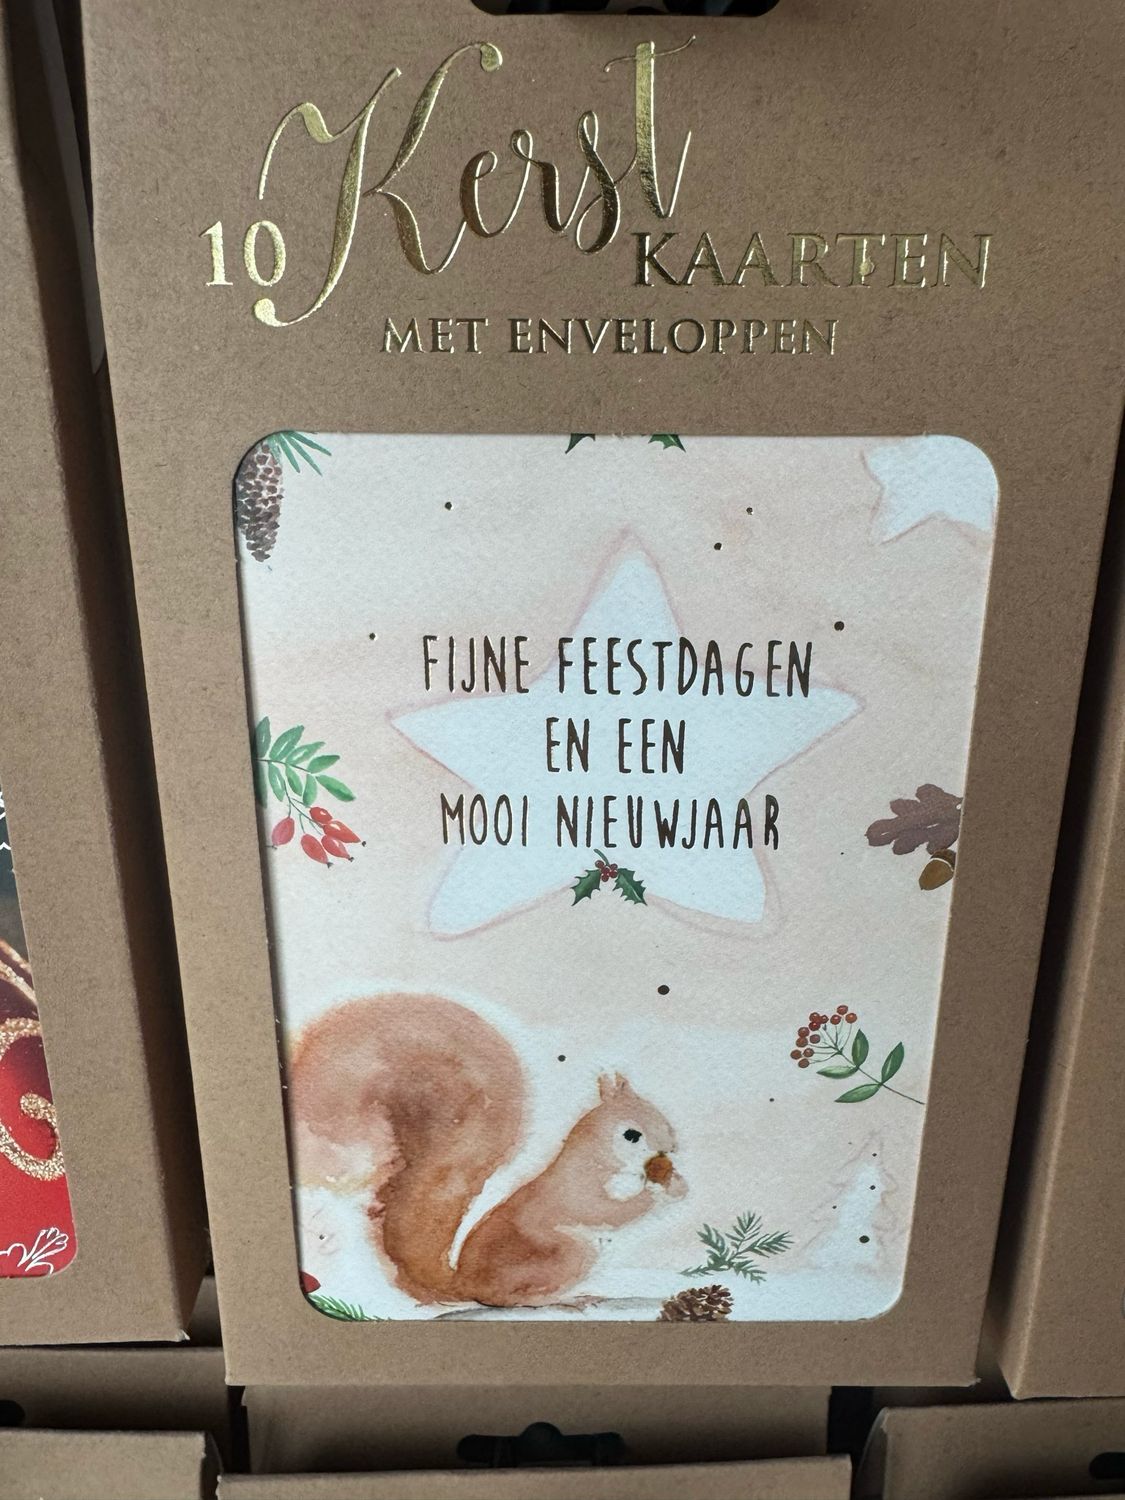 10 Kerst
KAARTEN
MET ENVELOPPEN
FIJNE FEESTDAGEN
EN EEN
MOOI NIEUWJAAR